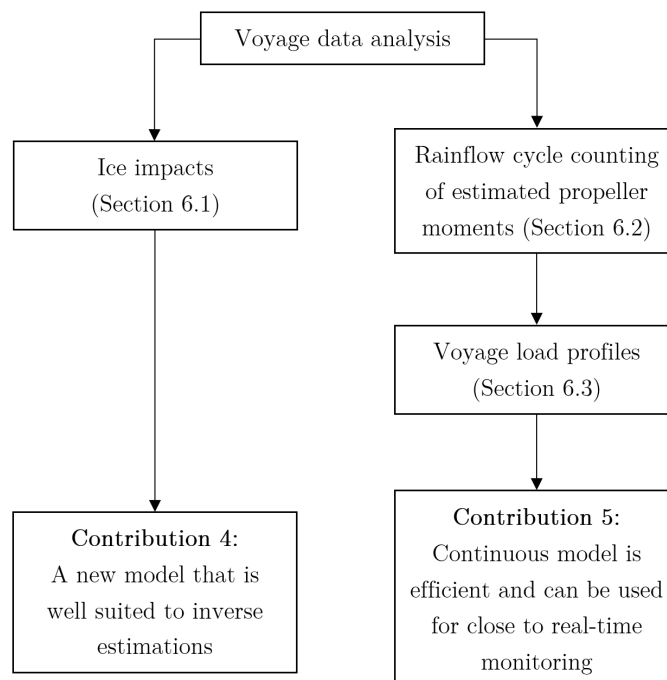 Voyage data analysis
Ice impacts
(Section 6.1)
Rainflow cycle counting
of estimated propeller
moments (Section 6.2)
Voyage load profiles
(Section 6.3)
Contribution 4:
A new model that is
well suited to inverse
estimations
Contribution 5:
Continuous model is
efficient and can be used
for close to real-time
monitoring